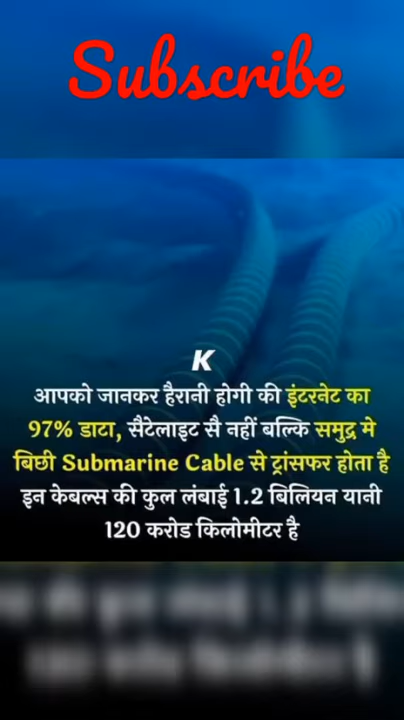 Subscribe
K
आपको जानकर हैरानी होगी की इंटरनेट का
97% डाटा, सैटेलाइट सै नहीं बल्कि समुद्र मे
बिछी Submarine Cable से ट्रांसफर होता है
इन केबल्स की कुल लंबाई 1.2 बिलियन यानी
120 करोड किलोमीटर है